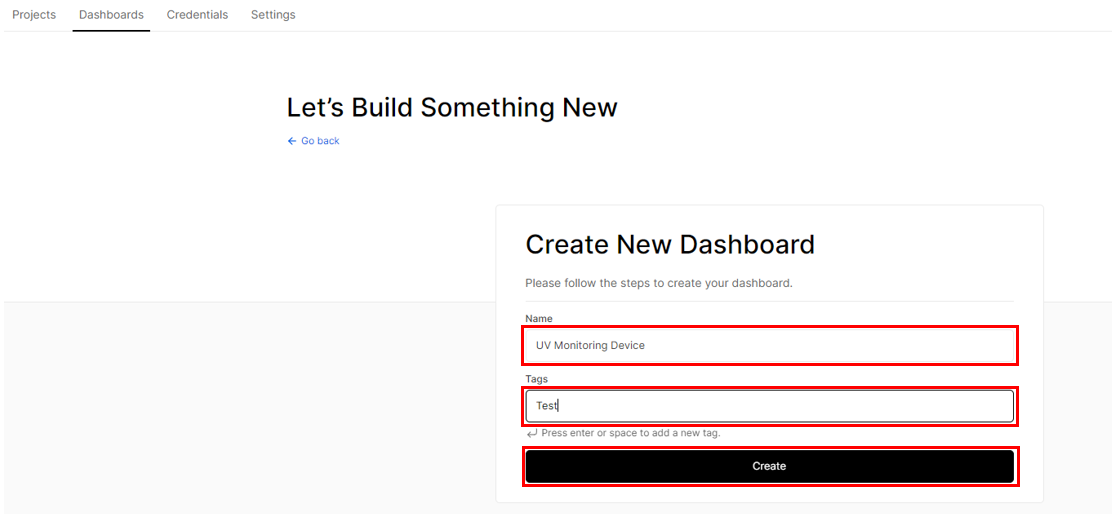 Projects Dashboards Credentials Settings
Let’s Build Something New
← Go back
Create New Dashboard
Please follow the steps to create your dashboard.
Name
UV Monitoring Device
Tags
Test
Press enter or space to add a new tag.
Create